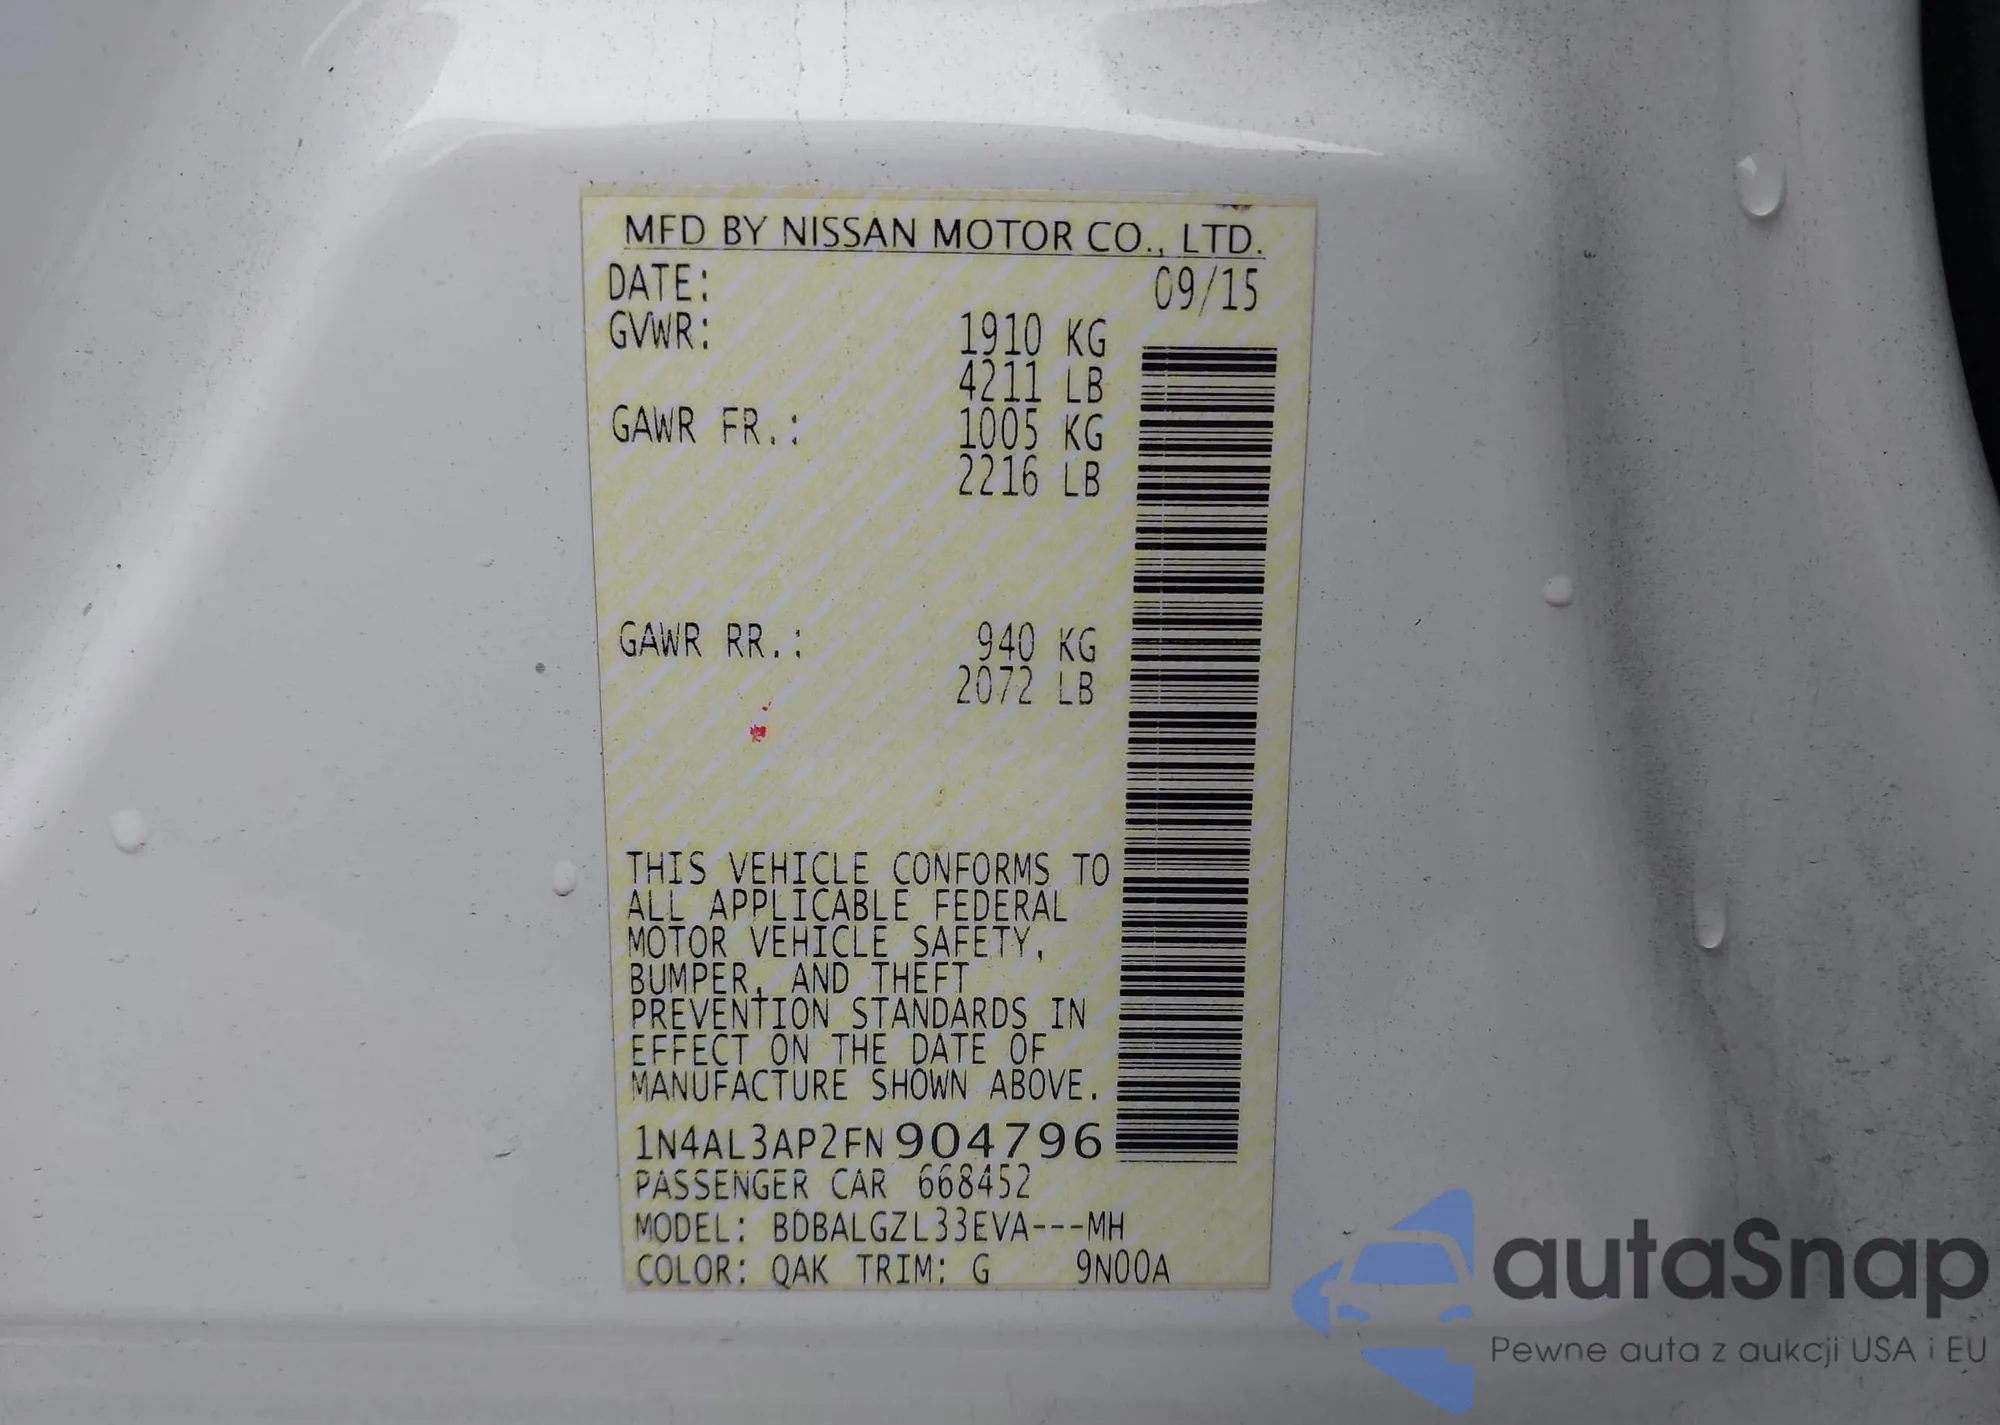 MFD BY NISSAN MOTOR CO., LTD.
DATE: 09/15
GVWR: 1910 KG
4211 LB
GAWR FR.: 1005 KG
2216 LB
GAWR RR.: 940 KG
2072 LB
THIS VEHICLE CONFORMS TO
ALL APPLICABLE FEDERAL
MOTOR VEHICLE SAFETY,
BUMPER, AND THEFT
PREVENTION STANDARDS IN
EFFECT ON THE DATE OF
MANUFACTURE SHOWN ABOVE.
1N4AL3AP2FN904796
PASSENGER CAR 668452
MODEL: BDBALGZL33EVA---MH
COLOR: QAK TRIM: G 9N00A
autaSnap
Pewne auta z aukcji USA i EU